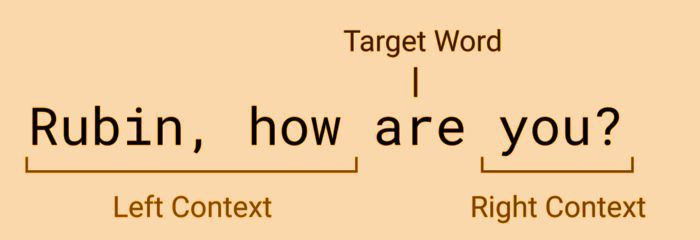 Target Word
Rubin, how are you?
Left Context Right Context